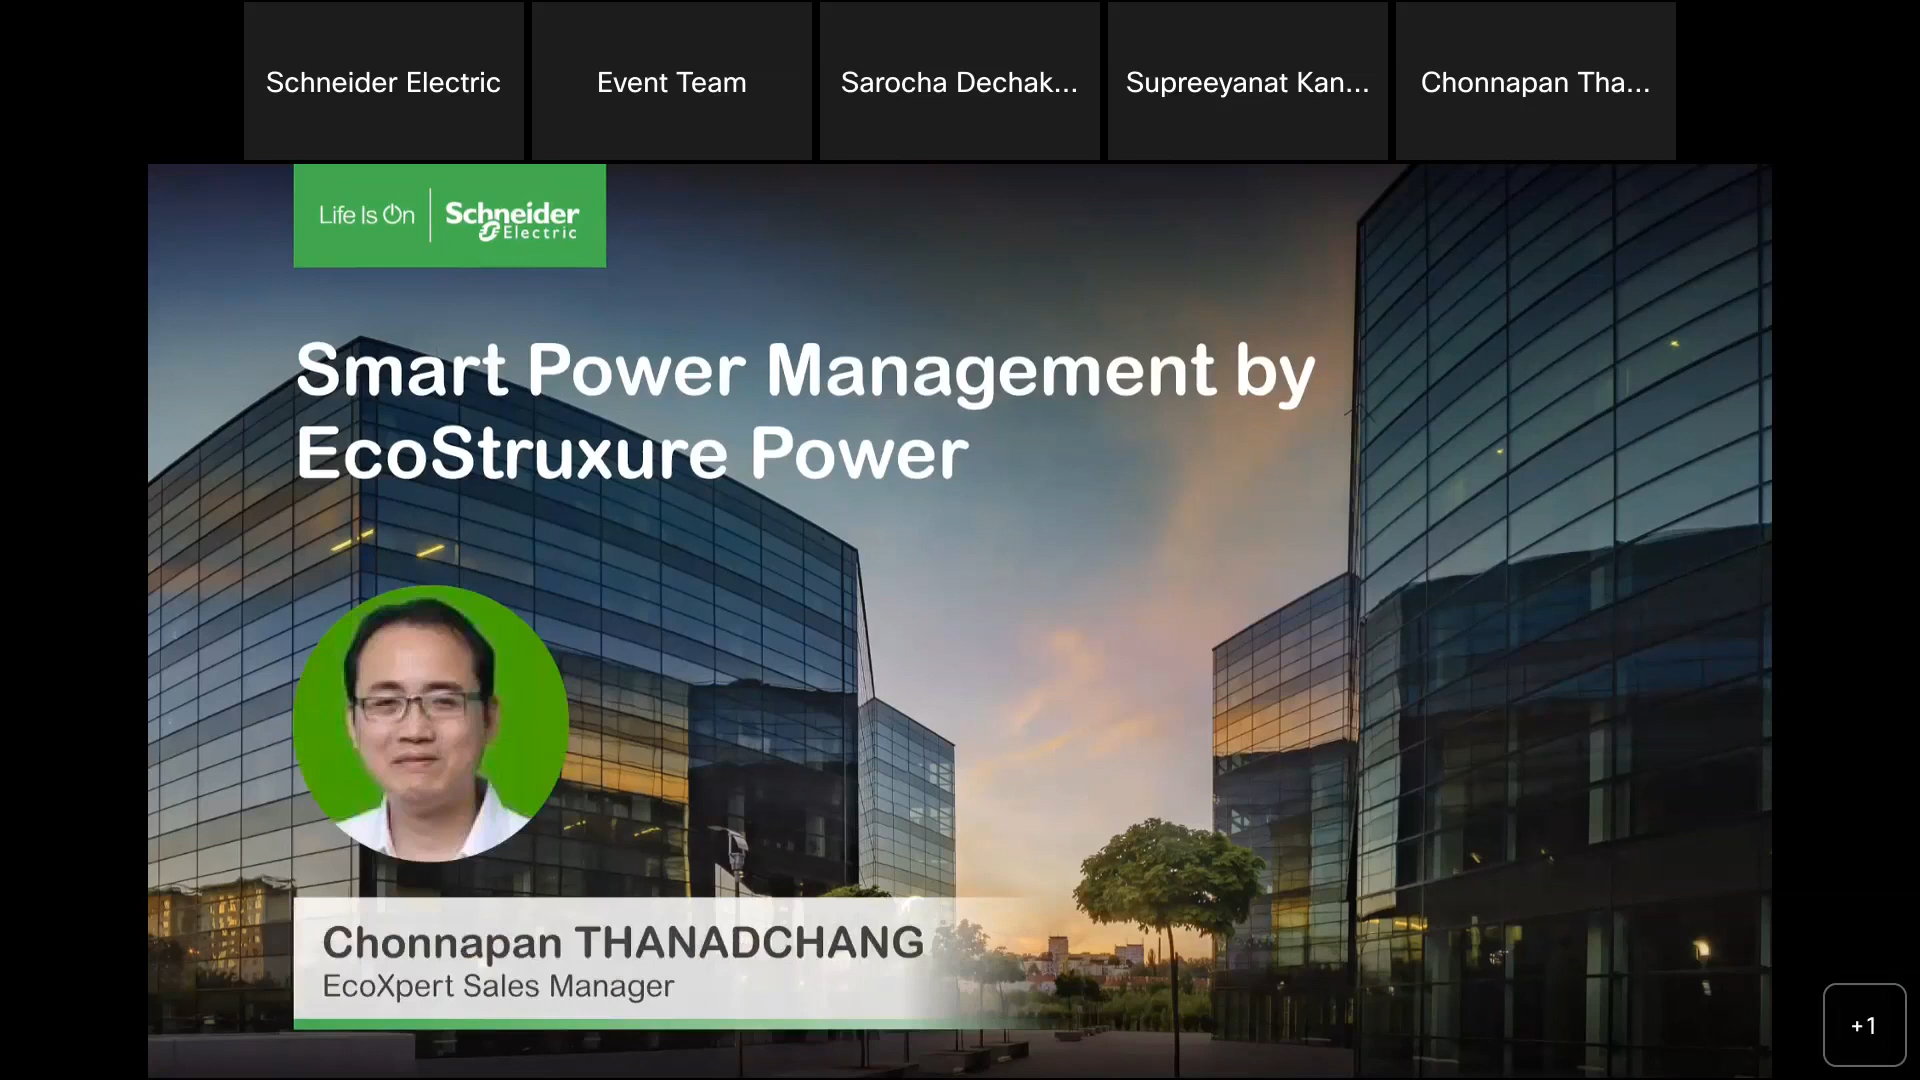 Schneider Electric
Event Team
Sarocha Dechak...
Supreeyanat Kan...
Chonnapan Tha...
Life Is On
Schneider
Electric
Smart Power Management by
EcoStruxure Power
Chonnapan THANADCHANG
EcoXpert Sales Manager
+1